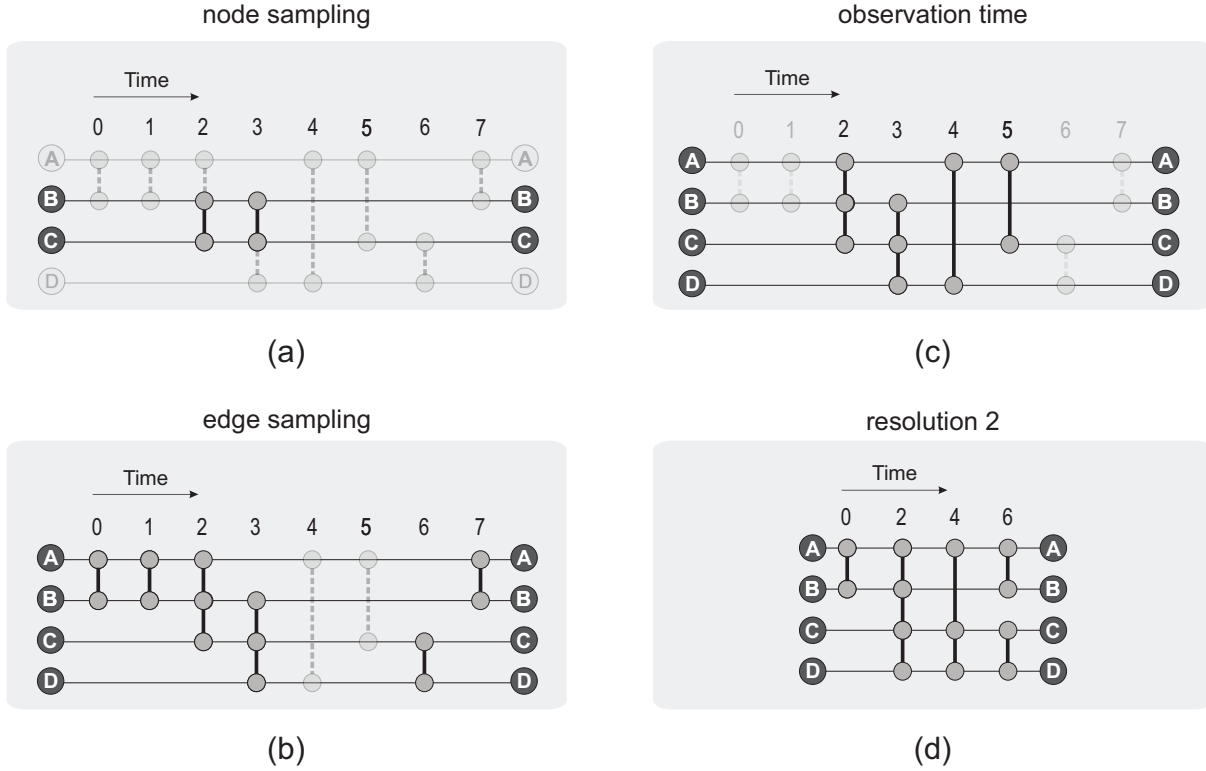 node sampling
Time
0 1 2 3 4 5 6 7
A A
B B
C C
D D
(a)
observation time
Time
0 1 2 3 4 5 6 7
A A
B B
C C
D D
(c)
edge sampling
Time
0 1 2 3 4 5 6 7
A A
B B
C C
D D
(b)
resolution 2
Time
0 2 4 6
A A
B B
C C
D D
(d)